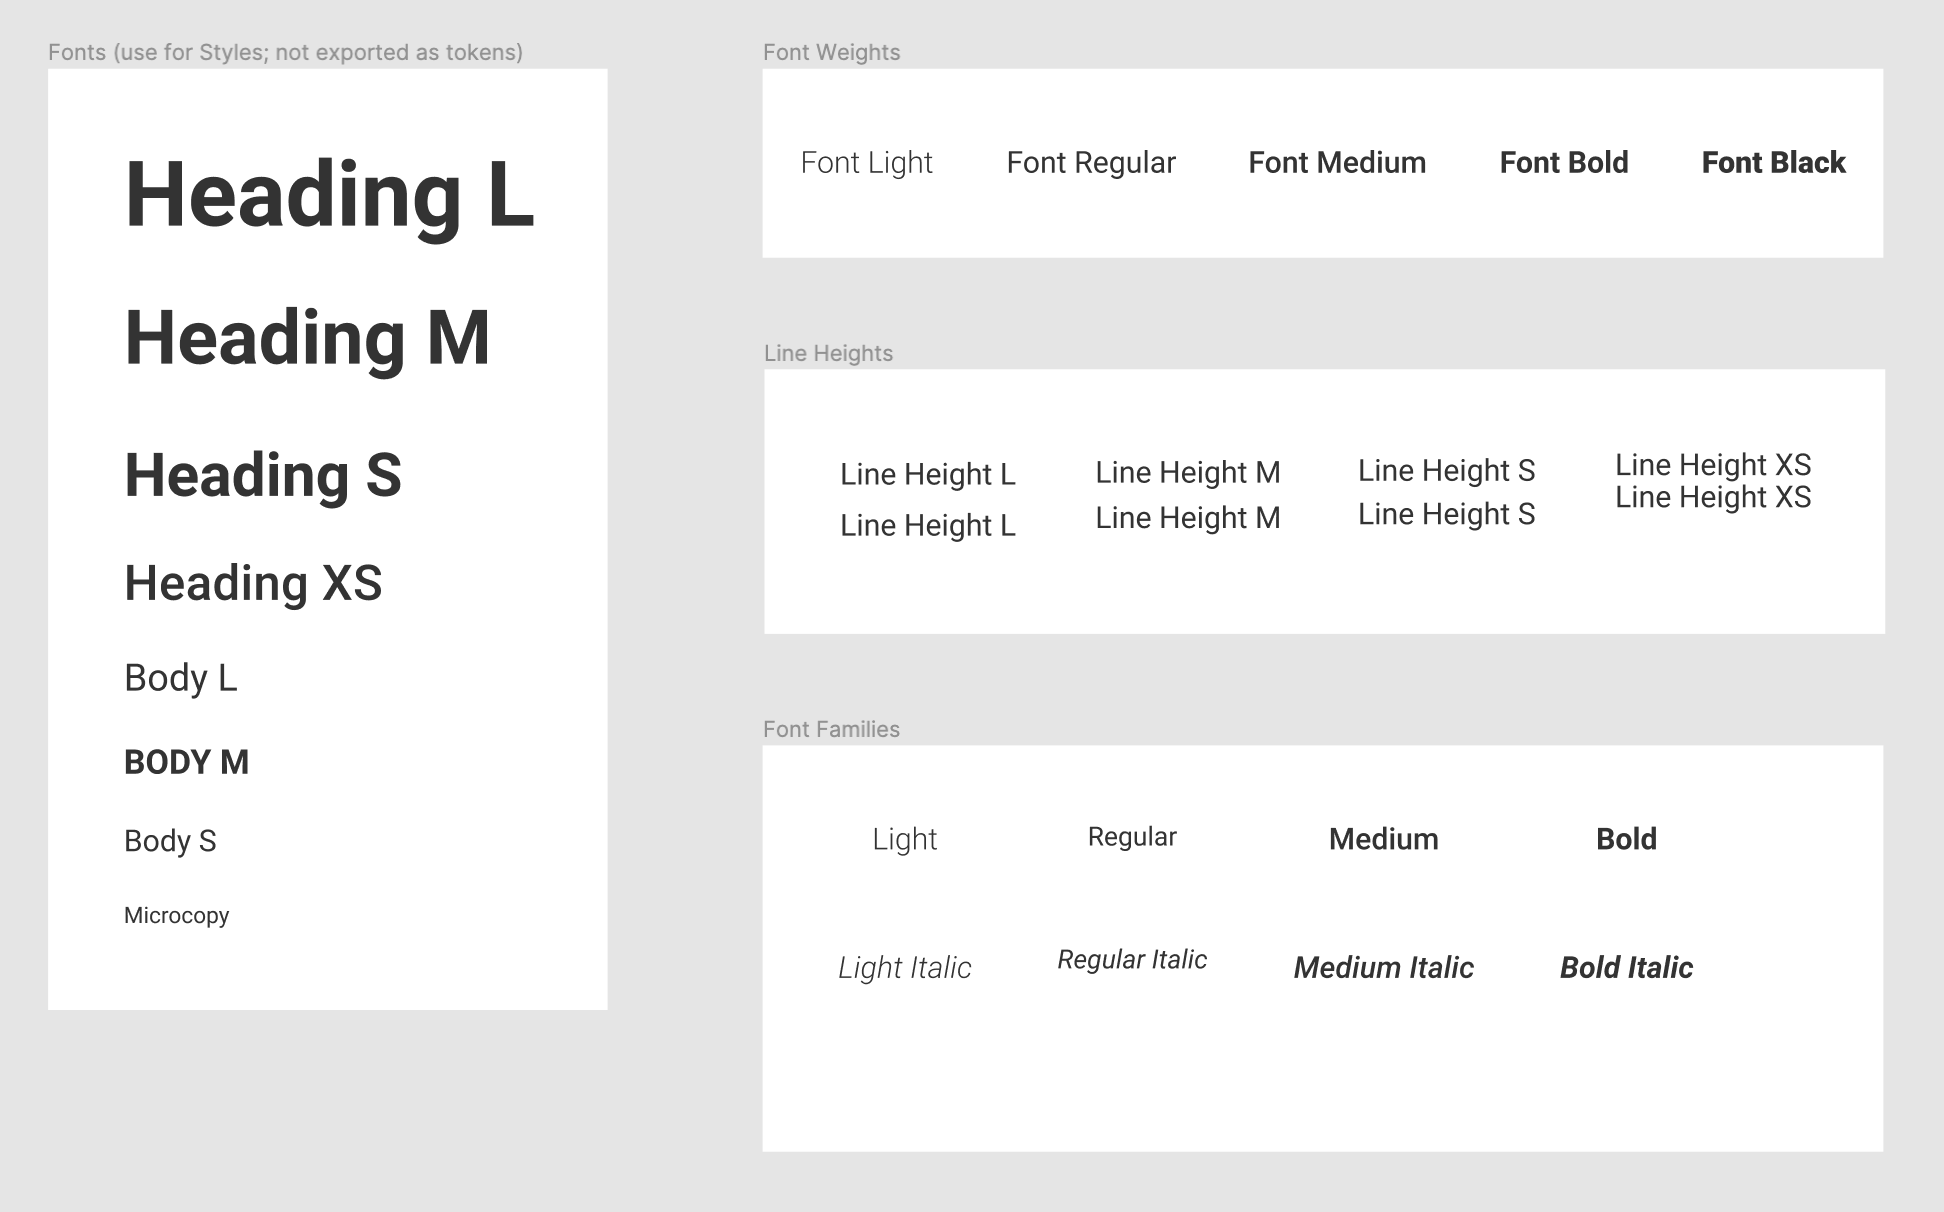 Fonts (use for Styles; not exported as tokens)
Heading L
Heading M
Heading S
Heading XS
Body L
BODY M
Body S
Microcopy
Font Weights
Font Light Font Regular Font Medium Font Bold Font Black
Line Heights
Line Height L Line Height M Line Height S Line Height XS
Line Height L Line Height M Line Height S Line Height XS
Font Families
Light Regular Medium Bold
Light Italic Regular Italic Medium Italic Bold Italic